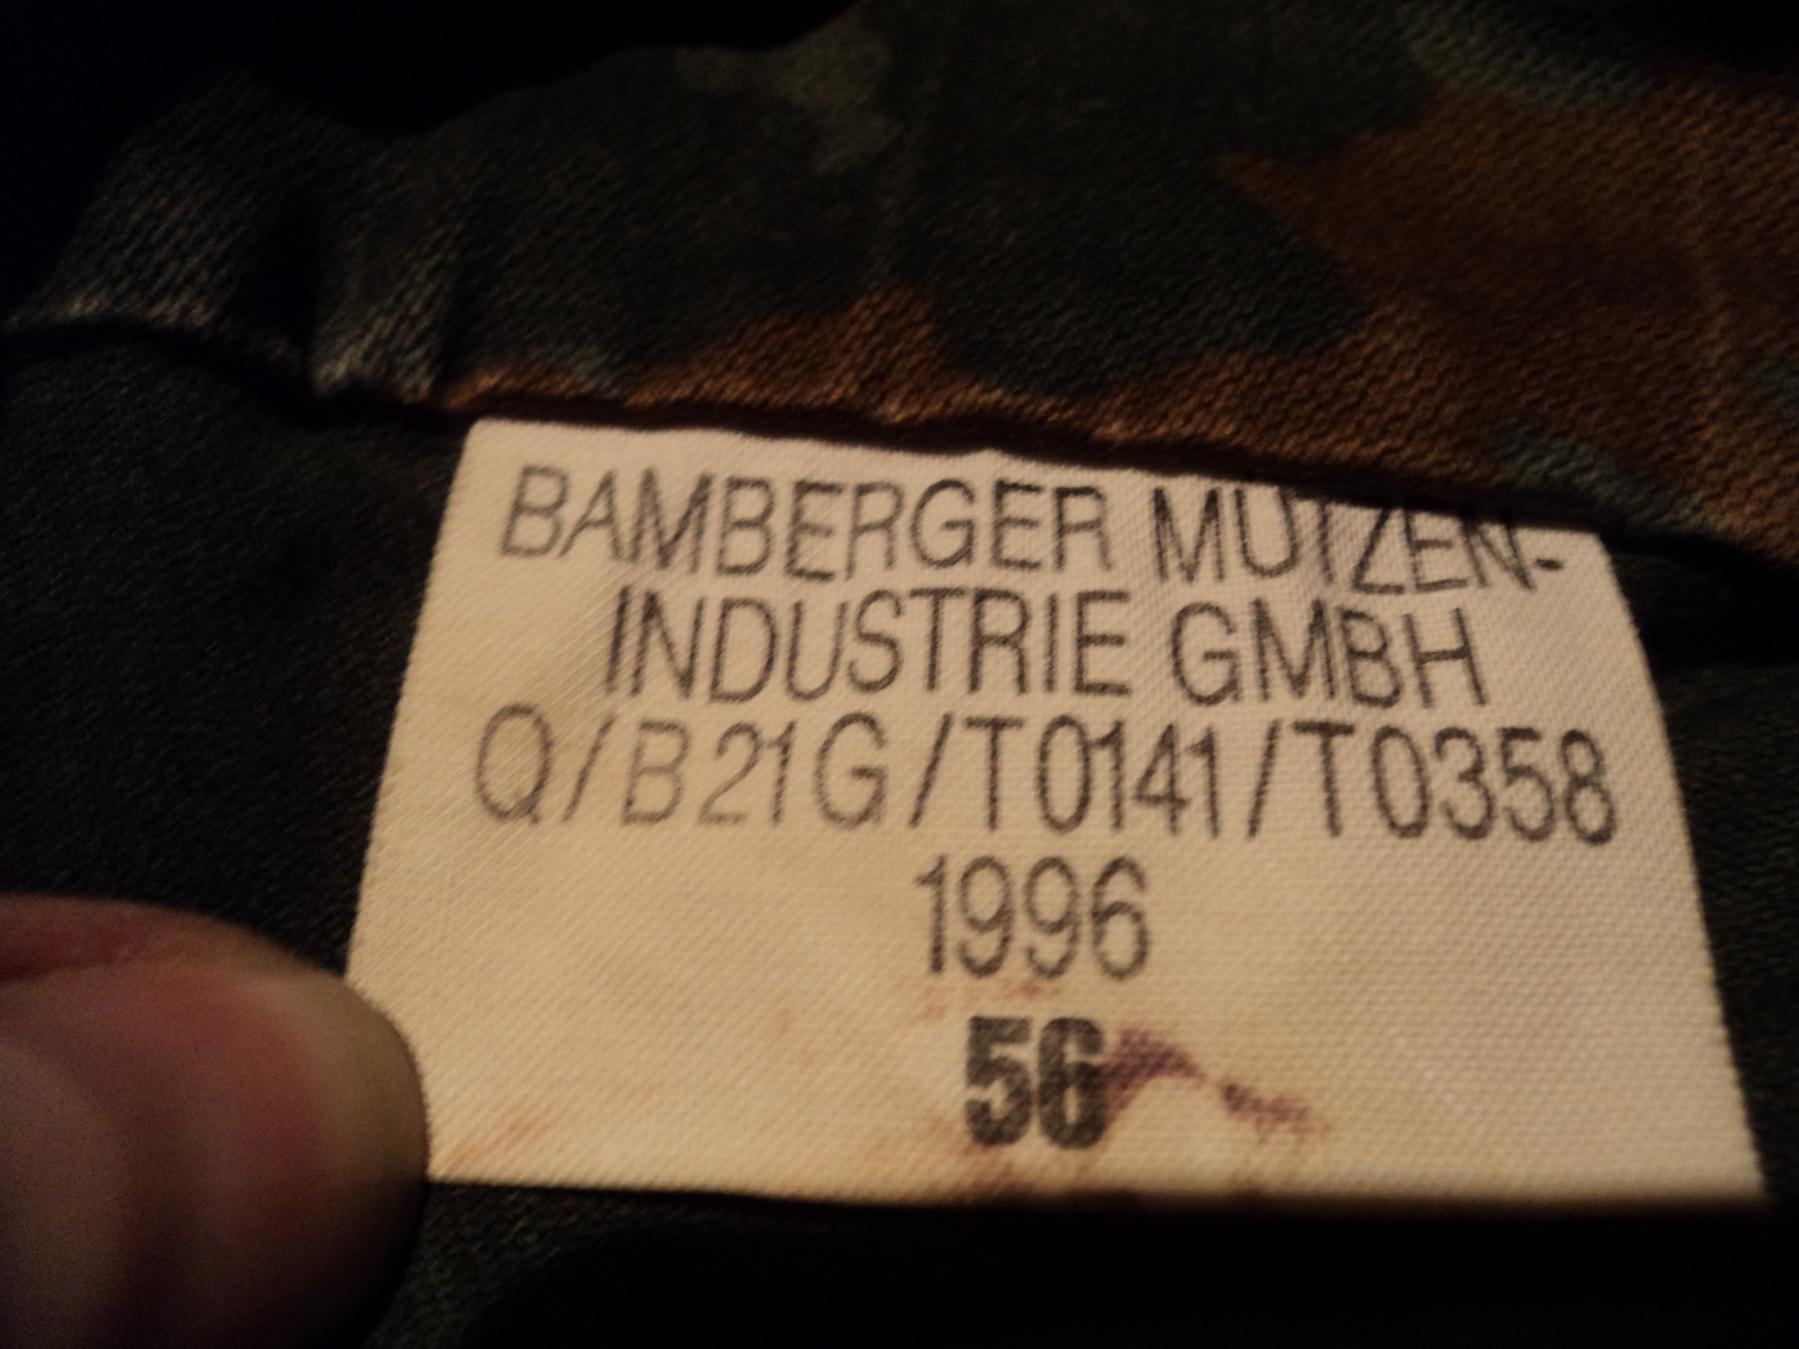 BAMBERGER MÜTZEN-
INDUSTRIE GMBH
Q/B21G/T0141/T0358
1996
56